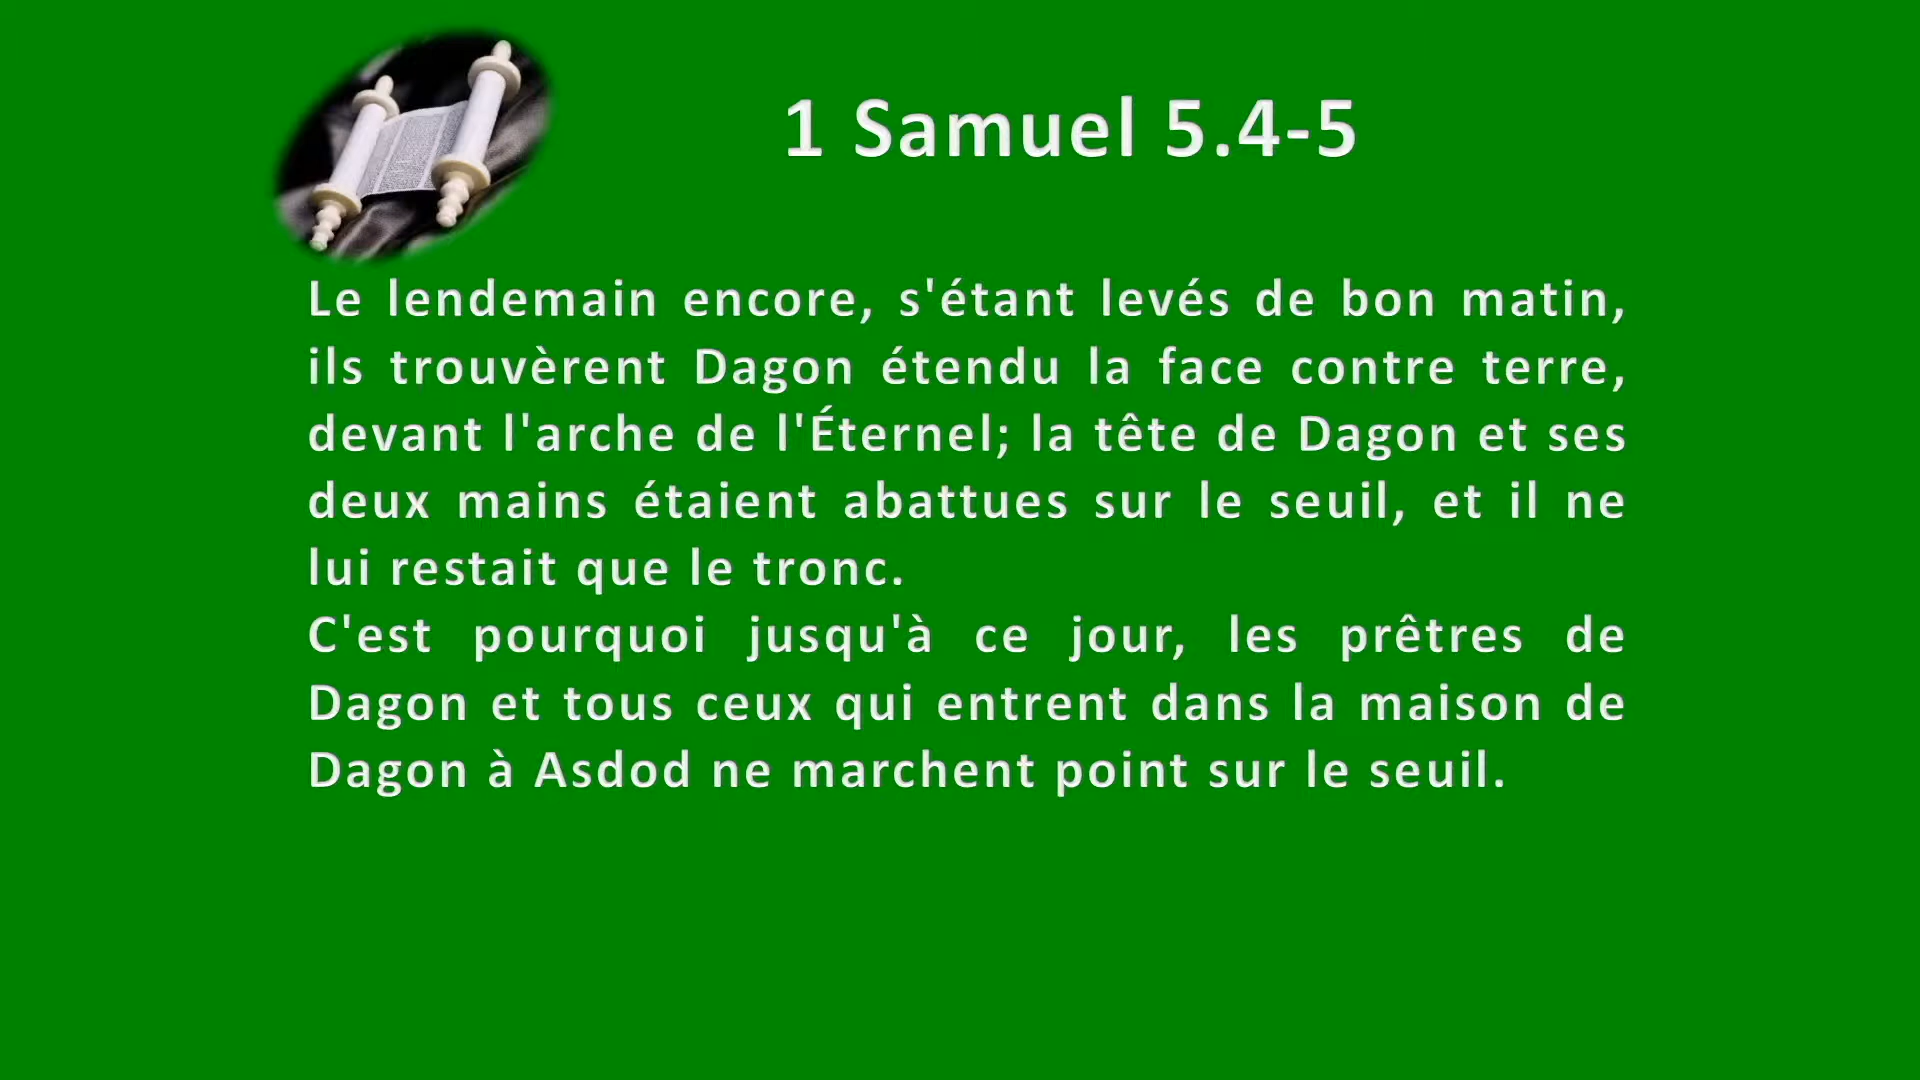 1 Samuel 5.4-5
Le lendemain encore, s'étant levés de bon matin,
ils trouvèrent Dagon étendu la face contre terre,
devant l'arche de l'Éternel; la tête de Dagon et ses
deux mains étaient abattues sur le seuil, et il ne
lui restait que le tronc.
C'est pourquoi jusqu'à ce jour, les prêtres de
Dagon et tous ceux qui entrent dans la maison de
Dagon à Asdod ne marchent point sur le seuil.